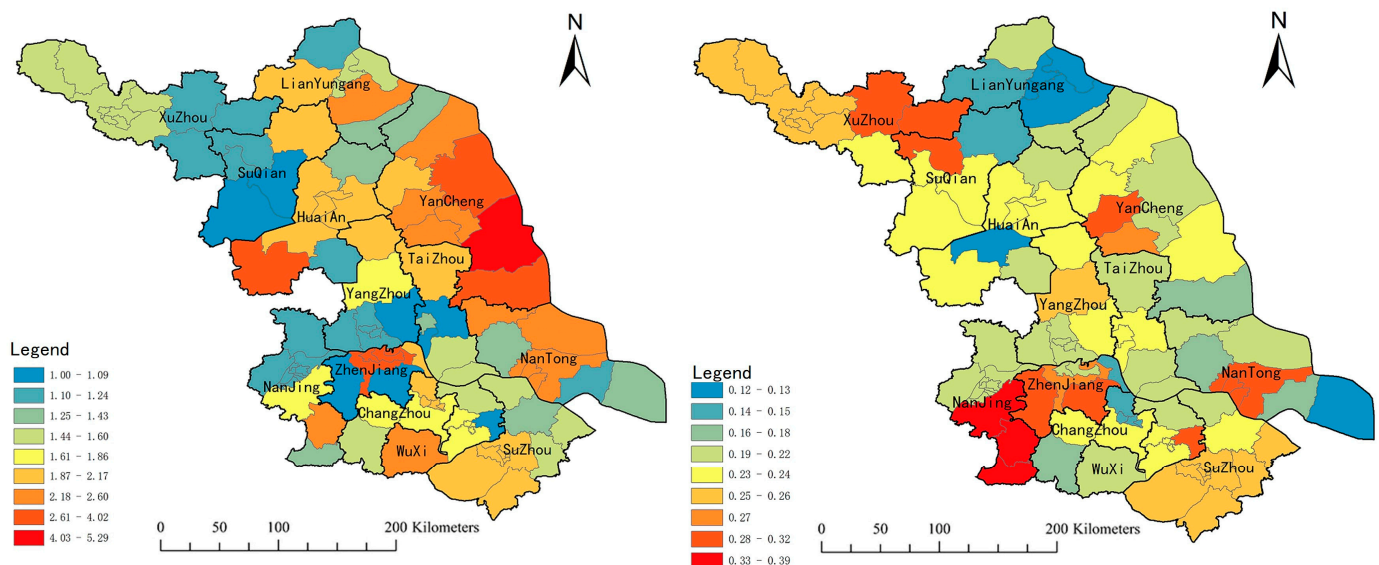 N
LianYungang
XuZhou
SuQian
YanCheng
HuaiAn
TaiZhou
YangZhou
Legend
1.00 - 1.09
1.10 - 1.24
1.25 - 1.43
1.44 - 1.60
1.61 - 1.86
1.87 - 2.17
2.18 - 2.60
2.61 - 4.02
4.03 - 5.29
ZhenJiang
NanTong
NanJing
ChangZhou
WuXi
SuZhou
0 50 100 200 Kilometers
N
LianYungang
XuZhou
SuQian
YanCheng
HuaiAn
TaiZhou
YangZhou
Legend
0.12 - 0.13
0.14 - 0.15
0.16 - 0.18
0.19 - 0.22
0.23 - 0.24
0.25 - 0.26
0.27
0.28 - 0.32
0.33 - 0.39
NanTong
ZhenJiang
NanJing
ChangZhou
WuXi
SuZhou
0 50 100 200 Kilometers